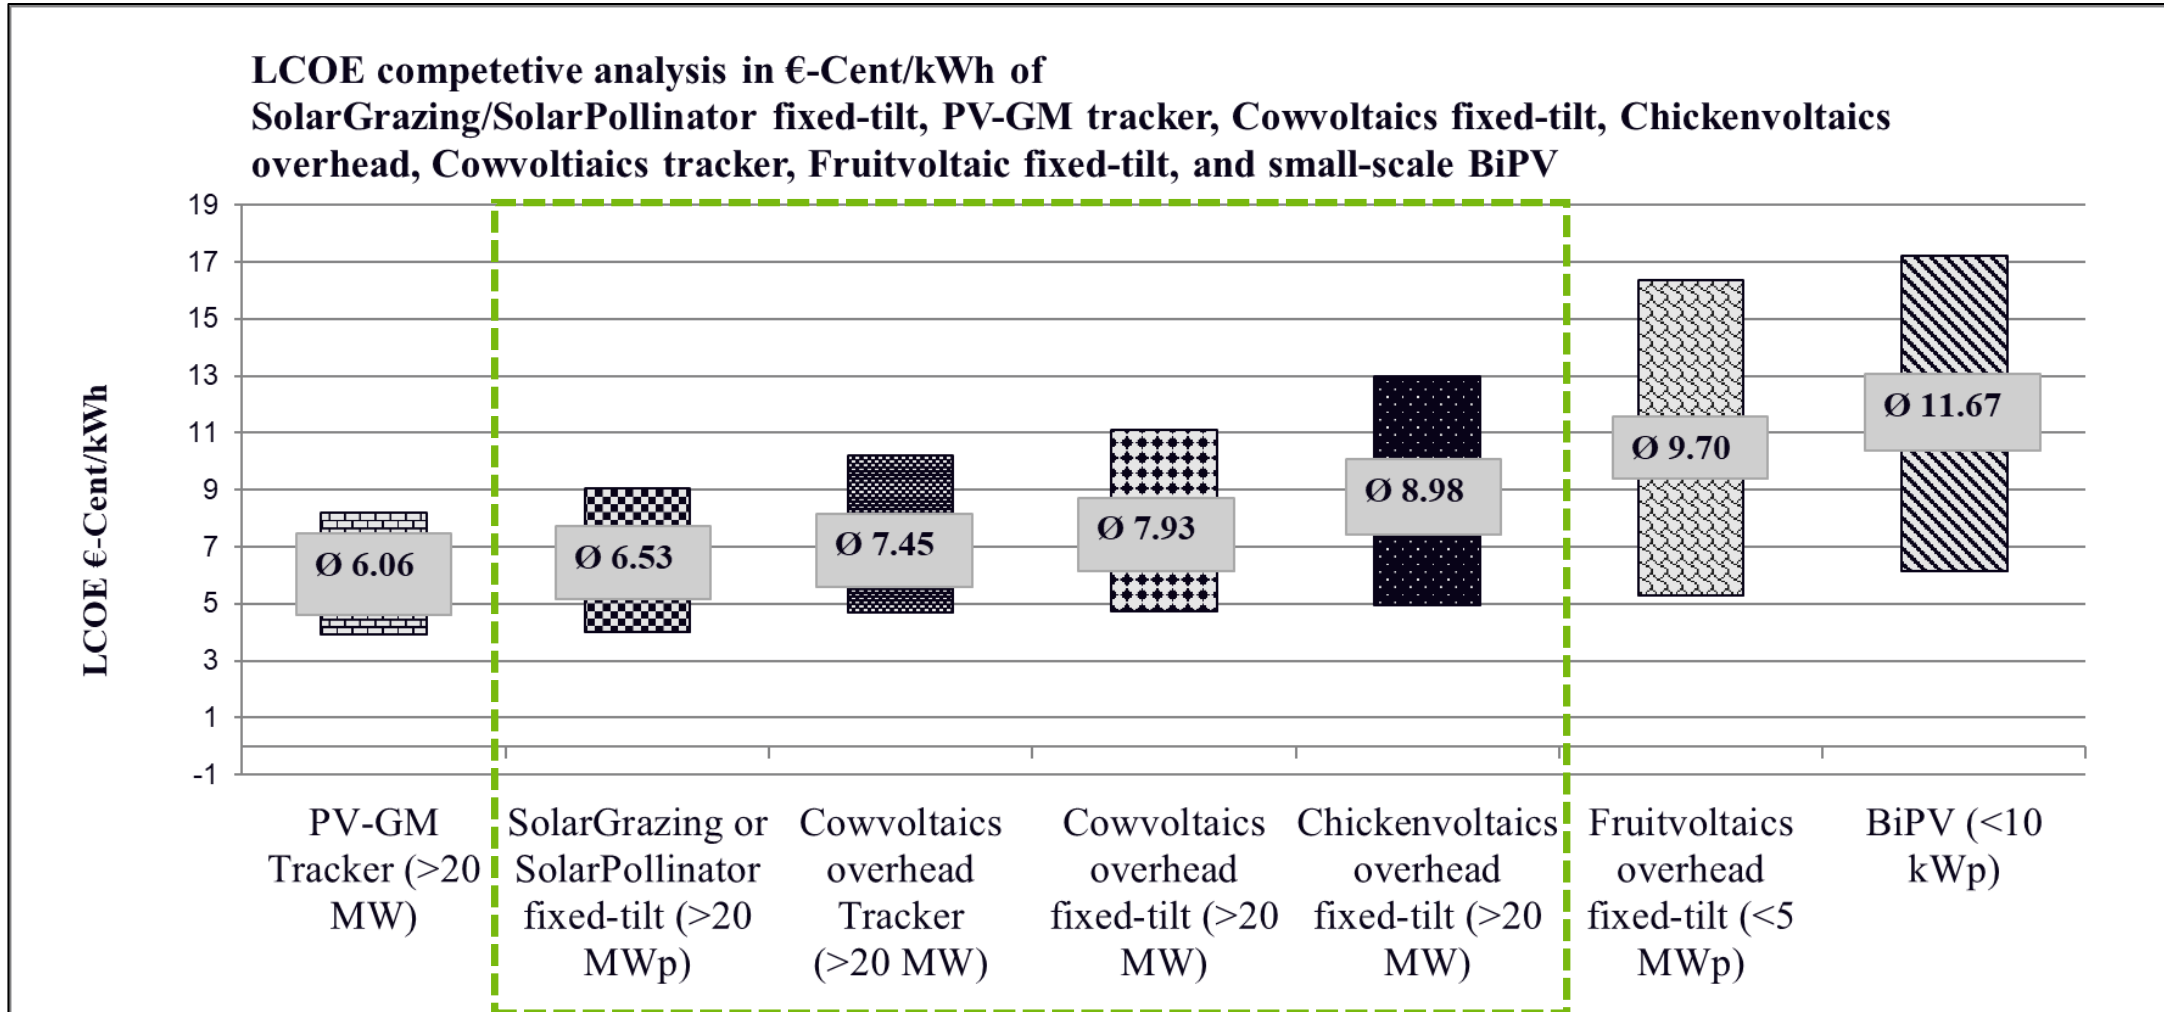 LCOE competetive analysis in €-Cent/kWh of
SolarGrazing/SolarPollinator fixed-tilt, PV-GM tracker, Cowvoltaics fixed-tilt, Chickenvoltaics
overhead, Cowvoltiaics tracker, Fruitvoltaic fixed-tilt, and small-scale BiPV
LCOE €-Cent/kWh
19
17
15
13
11
9
7
5
3
1
-1
Ø 6.06
Ø 6.53
Ø 7.45
Ø 7.93
Ø 8.98
Ø 9.70
Ø 11.67
PV-GM
Tracker (>20
MW)
SolarGrazing or
SolarPollinator
fixed-tilt (>20
MWp)
Cowvoltaics
overhead
Tracker
(>20 MW)
Cowvoltaics
overhead
fixed-tilt (>20
MW)
Chickenvoltaics
overhead
fixed-tilt (>20
MW)
Fruitvoltaics
overhead
fixed-tilt (<5
MWp)
BiPV (<10
kWp)